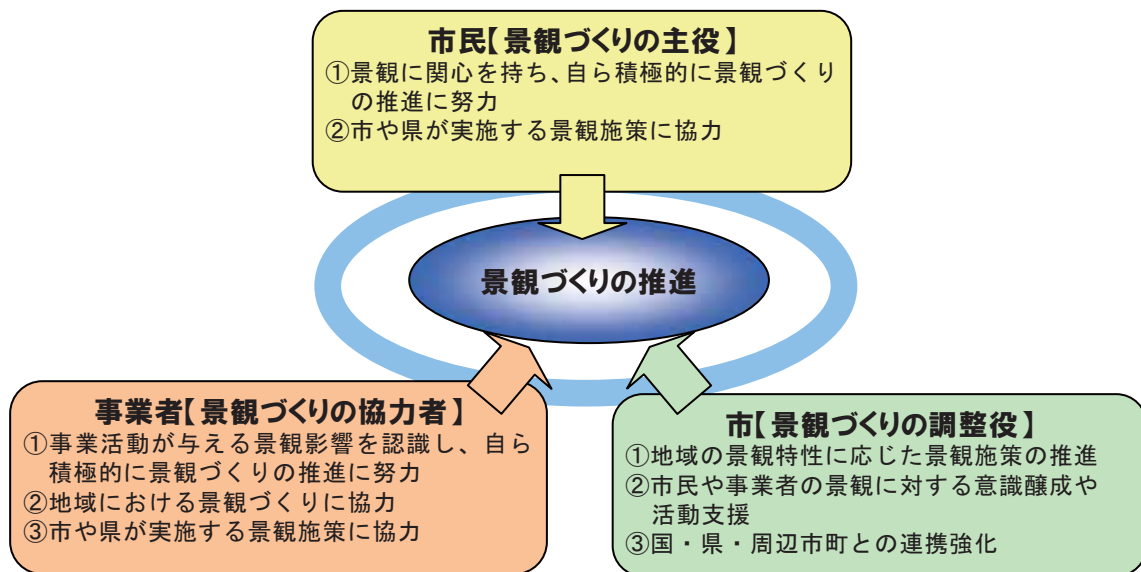 市民【景観づくりの主役】
①景観に関心を持ち、自ら積極的に景観づくり
の推進に努力
②市や県が実施する景観施策に協力
景観づくりの推進
事業者【景観づくりの協力者】
①事業活動が与える景観影響を認識し、自ら
積極的に景観づくりの推進に努力
②地域における景観づくりに協力
③市や県が実施する景観施策に協力
市【景観づくりの調整役】
①地域の景観特性に応じた景観施策の推進
②市民や事業者の景観に対する意識醸成や
活動支援
③国・県・周辺市町との連携強化